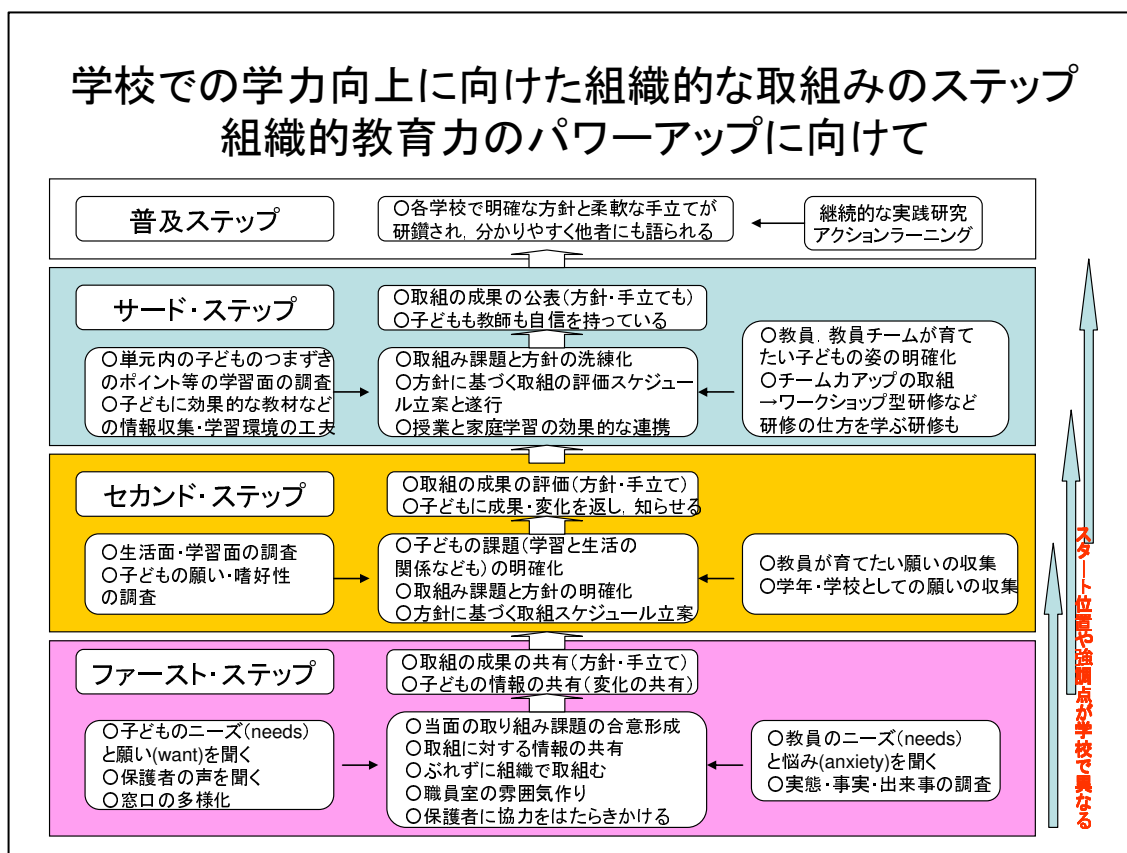 学校での学力向上に向けた組織的な取組みのステップ
組織的教育力のパワーアップに向けて
普及ステップ
○各学校で明確な方針と柔軟な手立てが
研鑽され，分かりやすく他者にも語られる
継続的な実践研究
アクションラーニング
サード・ステップ
○取組の成果の公表(方針・手立ても)
○子どもも教師も自信を持っている
○単元内の子どものつまずき
のポイント等の学習面の調査
○子どもに効果的な教材など
の情報収集・学習環境の工夫
○取組み課題と方針の洗練化
○方針に基づく取組の評価スケジュー
ル立案と遂行
○授業と家庭学習の効果的な連携
○教員．教員チームが育て
たい子どもの姿の明確化
○チーム力アップの取組
→ワークショップ型研修など
研修の仕方を学ぶ研修も
セカンド・ステップ
○取組の成果の評価(方針・手立て)
○子どもに成果・変化を返し，知らせる
○生活面・学習面の調査
○子どもの願い・嗜好性
の調査
○子どもの課題(学習と生活の
関係なども)の明確化
○取組み課題と方針の明確化
○方針に基づく取組スケジュール立案
○教員が育てたい願いの収集
○学年・学校としての願いの収集
ファースト・ステップ
○取組の成果の共有(方針・手立て)
○子どもの情報の共有(変化の共有)
○子どものニーズ(needs)
と願い(want)を聞く
○保護者の声を聞く
○窓口の多様化
○当面の取り組み課題の合意形成
○取組に対する情報の共有
○ぶれずに組織で取組む
○職員室の雰囲気作り
○保護者に協力をはたらきかける
○教員のニーズ(needs)
と悩み(anxiety)を聞く
○実態・事実・出来事の調査
スタート位置や強調点が学校で異なる